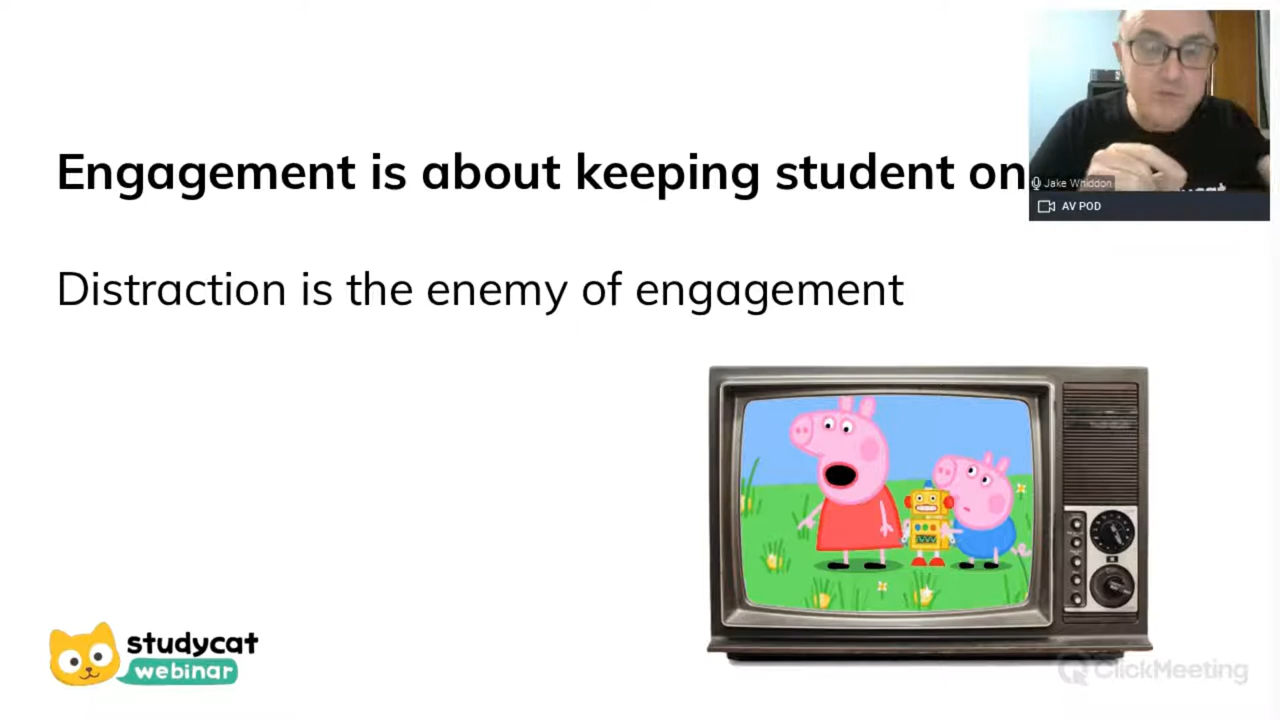 Engagement is about keeping student on
Jake Whiddon
AV POD
Distraction is the enemy of engagement
studycat
webinar
ClickMeeting